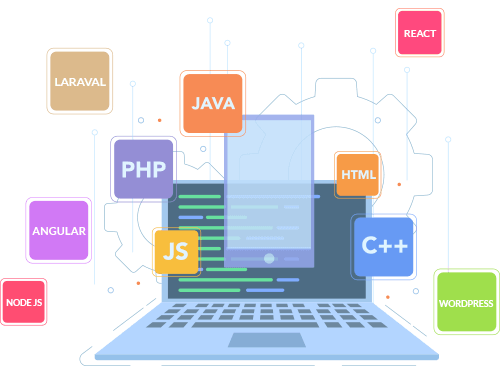 REACT
LARAVAL
JAVA
PHP
HTML
ANGULAR
JS
C++
NODE JS
WORDPRESS